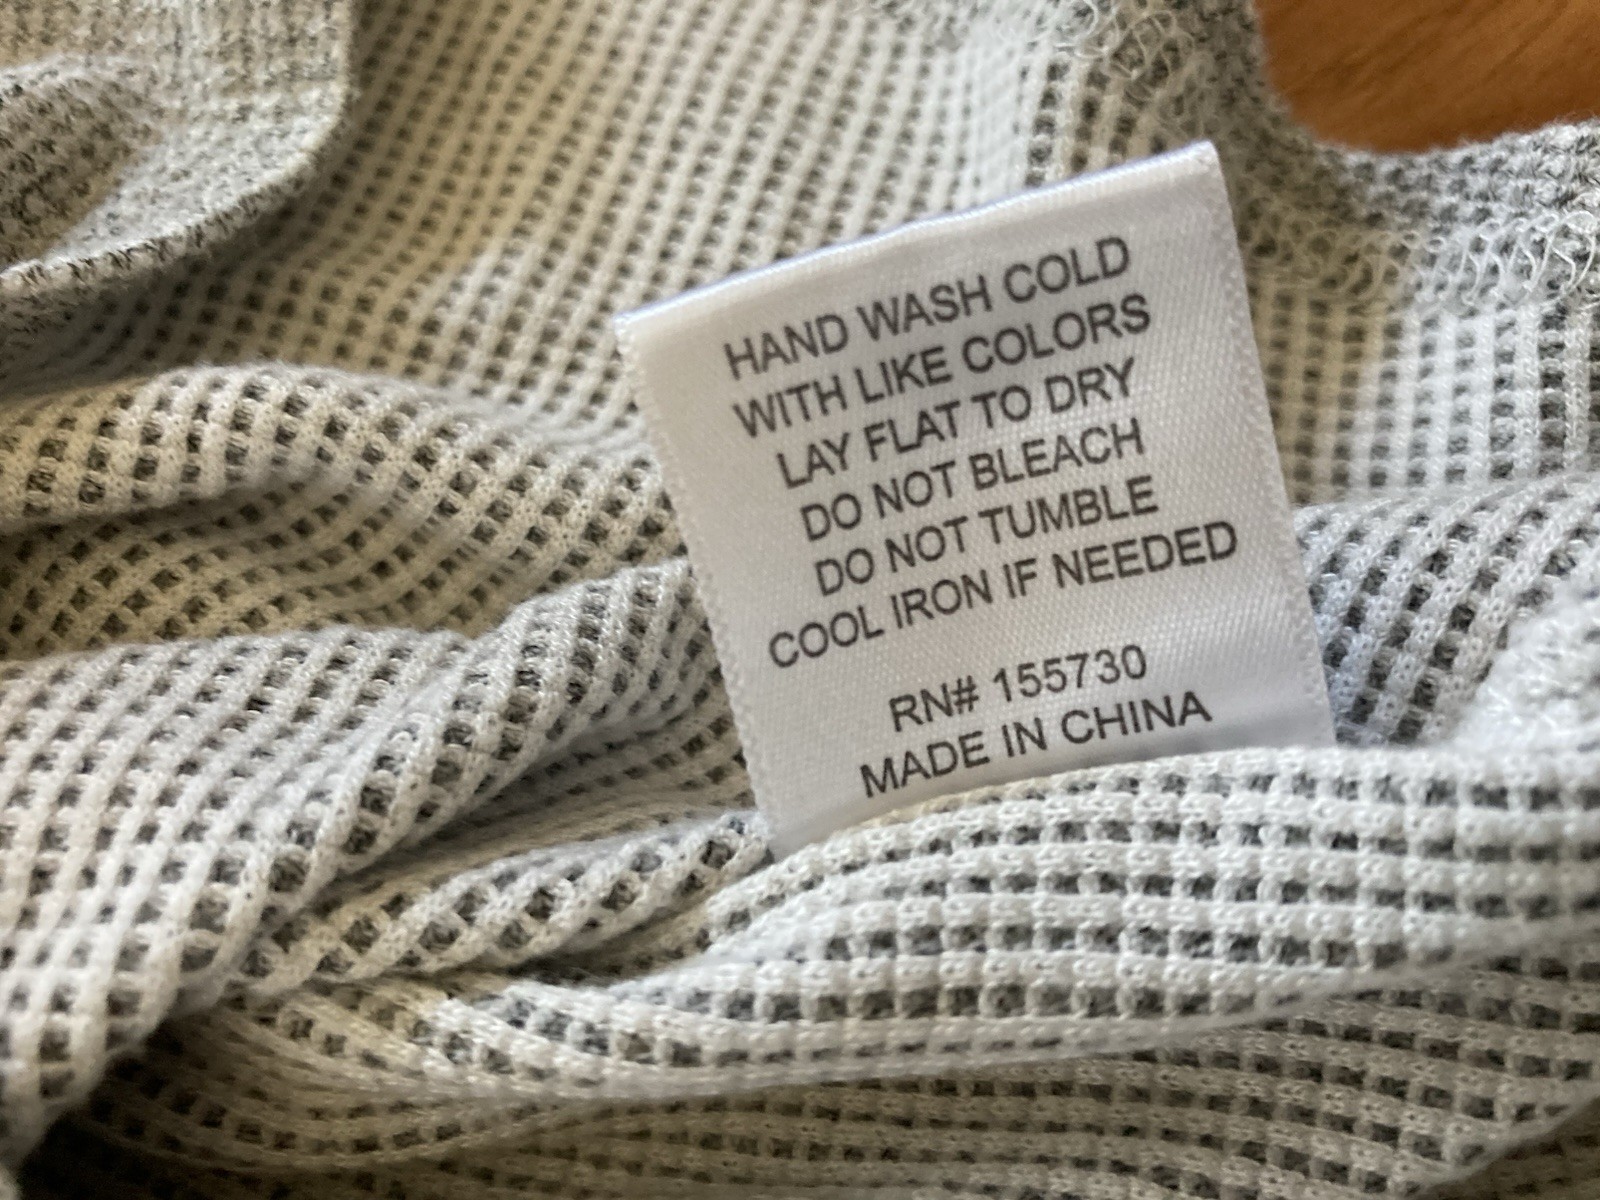 HAND WASH COLD
WITH LIKE COLORS
LAY FLAT TO DRY
DO NOT BLEACH
DO NOT TUMBLE
COOL IRON IF NEEDED
RN# 155730
MADE IN CHINA